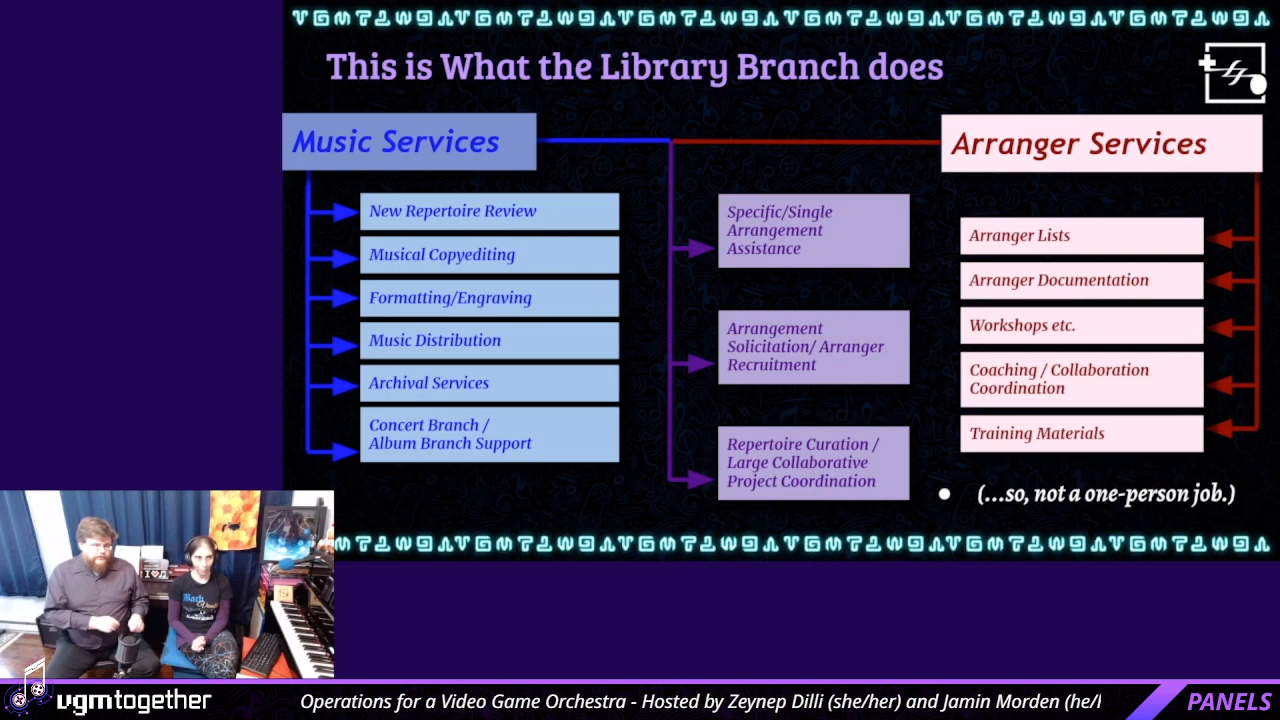 This is What the Library Branch does
Music Services
New Repertoire Review
Musical Copyediting
Formatting/Engraving
Music Distribution
Archival Services
Concert Branch /
Album Branch Support
Specific/Single
Arrangement
Assistance
Arrangement
Solicitation/ Arranger
Recruitment
Repertoire Curation /
Large Collaborative
Project Coordination
Arranger Services
Arranger Lists
Arranger Documentation
Workshops etc.
Coaching / Collaboration
Coordination
Training Materials
● (...so, not a one-person job.)
vgmtogether
Operations for a Video Game Orchestra - Hosted by Zeynep Dilli (she/her) and Jamin Morden (he/
PANELS